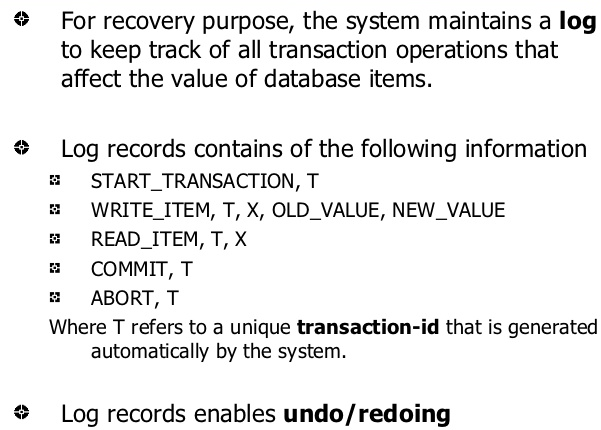 For recovery purpose, the system maintains a log
to keep track of all transaction operations that
affect the value of database items.
Log records contains of the following information
START_TRANSACTION, T
WRITE_ITEM, T, X, OLD_VALUE, NEW_VALUE
READ_ITEM, T, X
COMMIT, T
ABORT, T
Where T refers to a unique transaction-id that is generated
automatically by the system.
Log records enables undo/redoing